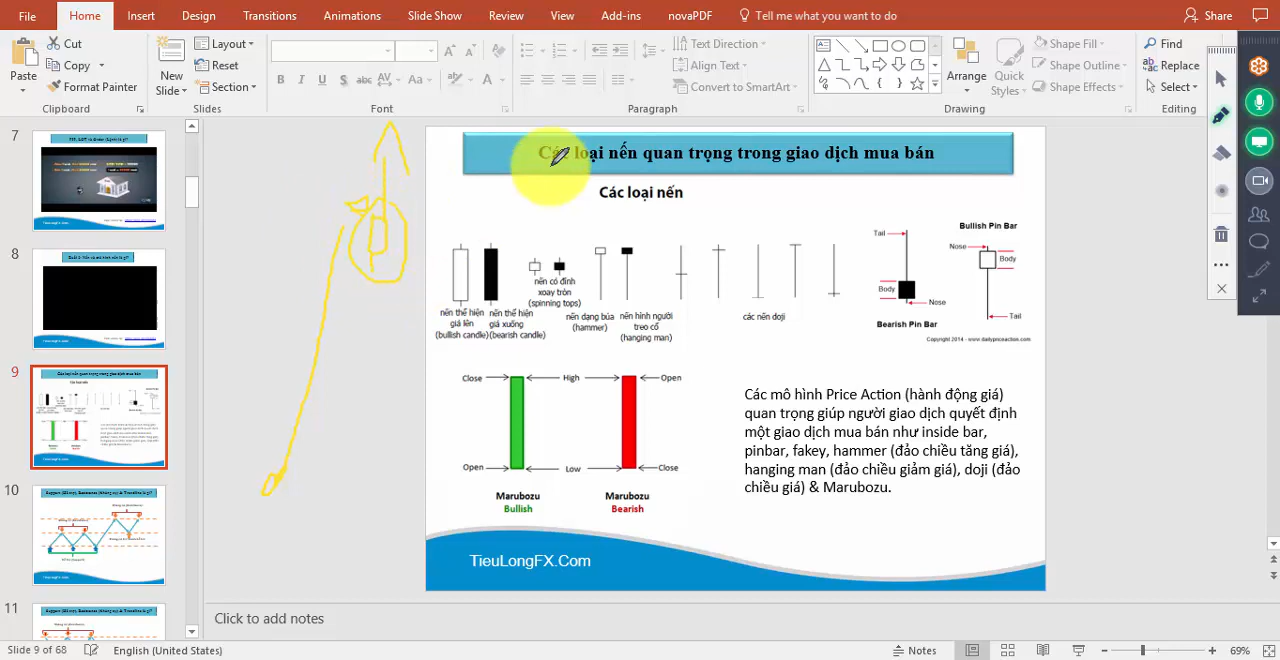 File Home Insert Design Transitions Animations Slide Show Review View Add-ins novaPDF Tell me what you want to do Share
Paste
Cut
Copy
Format Painter
Clipboard
New
Slide
Layout
Reset
Section
Slides
B I U S abc AV Aa A
Font
Text Direction
Align Text
Convert to SmartArt
Paragraph
Arrange
Quick
Styles
Shape Fill
Shape Outline
Shape Effects
Drawing
Find
Replace
Select
Editing
7
8
9
10
11
Các loại nến quan trọng trong giao dịch mua bán
Các loại nến
nến thể hiện
giá lên
(bullish candle)
nến thể hiện
giá xuống
(bearish candle)
nến có đỉnh
xoay tròn
(spinning tops)
nến dạng búa
(hammer)
nến hình người
treo cổ
(hanging man)
các nến doji
Tail
Body
Nose
Bearish Pin Bar
Bullish Pin Bar
Nose
Body
Tail
Copyright 2014 - www.dailypriceaction.com
Close High Open
Open Low Close
Marubozu
Bullish
Marubozu
Bearish
Các mô hình Price Action (hành động giá)
quan trọng giúp người giao dịch quyết định
một giao dịch mua bán như inside bar,
pinbar, fakey, hammer (đảo chiều tăng giá),
hanging man (đảo chiều giảm giá), doji (đảo
chiều giá) & Marubozu.
TieuLongFX.Com
Click to add notes
Slide 9 of 68 English (United States) Notes 69%